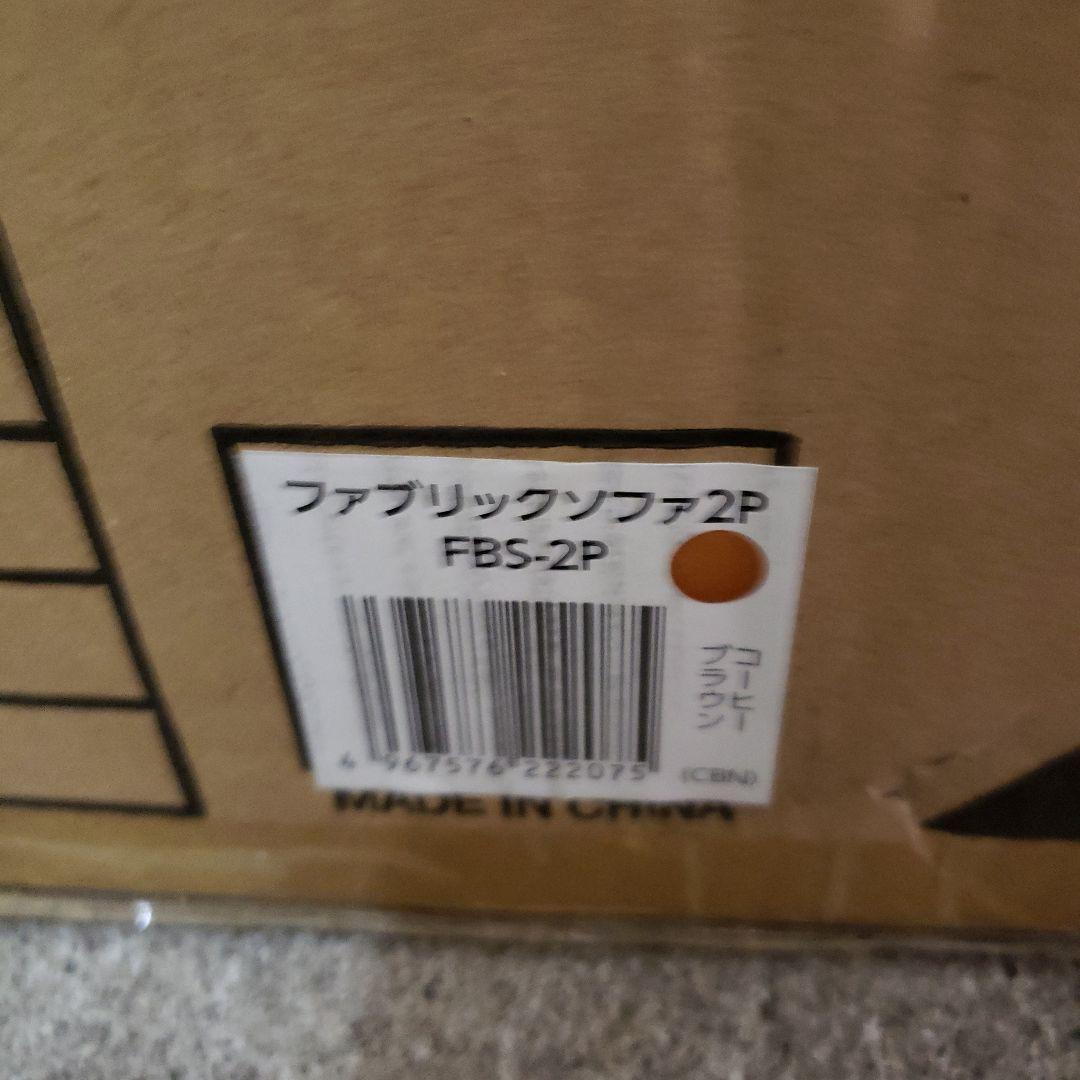 ファブリックソファ2P
FBS-2P
コーヒー
ブラウン
4 967576 222075
(CBN)
MADE IN CHINA